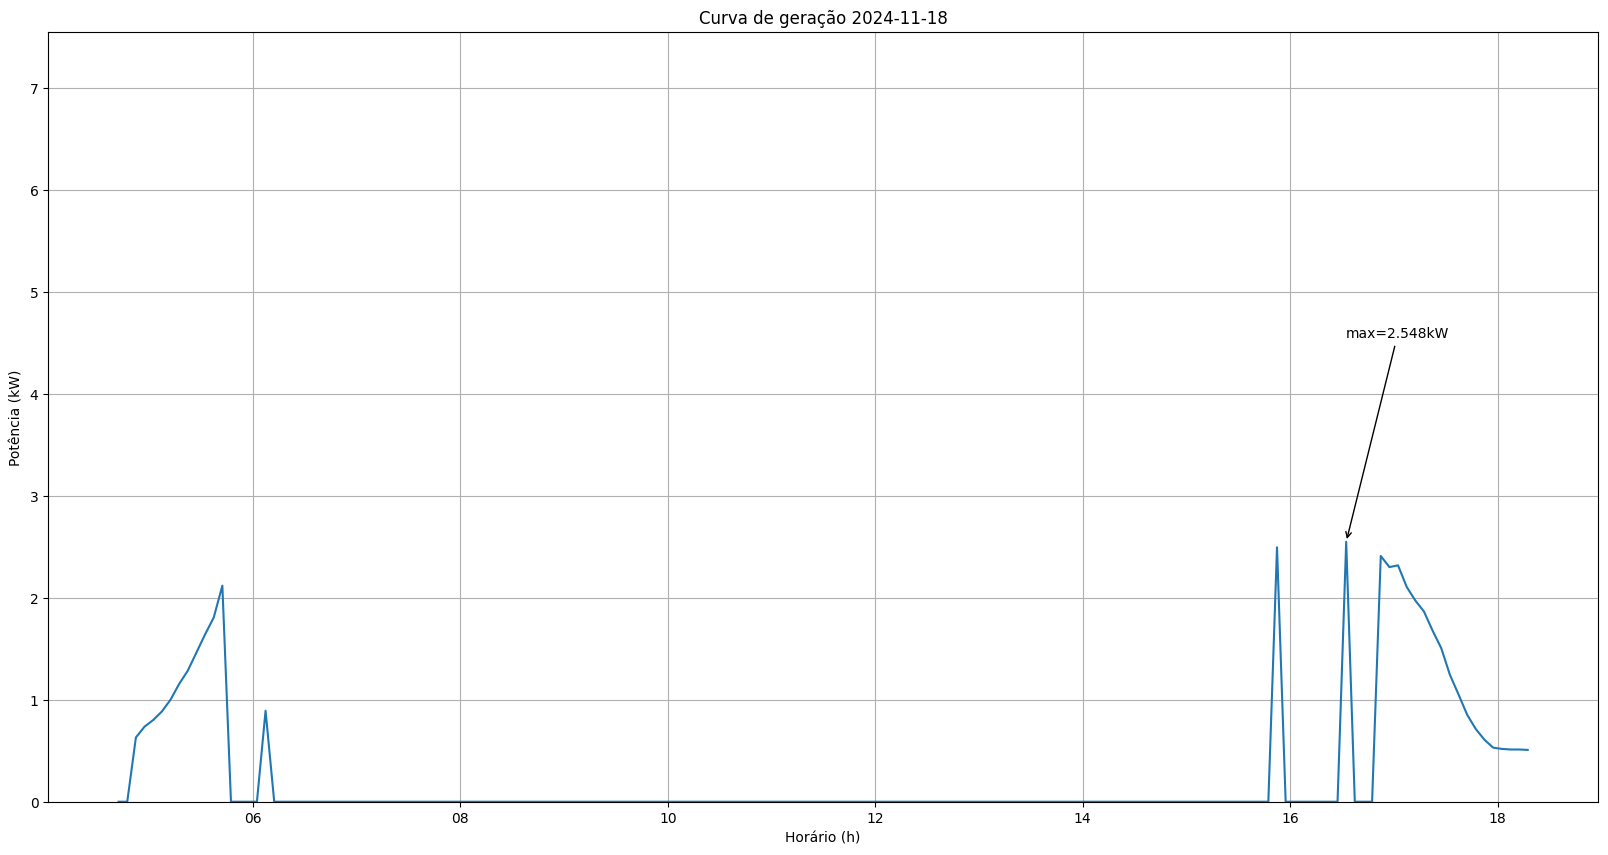 Curva de geração 2024-11-18
7
6
5
4
3
2
1
0
Potência (kW)
max=2.548kW
06 08 10 12 14 16 18
Horário (h)